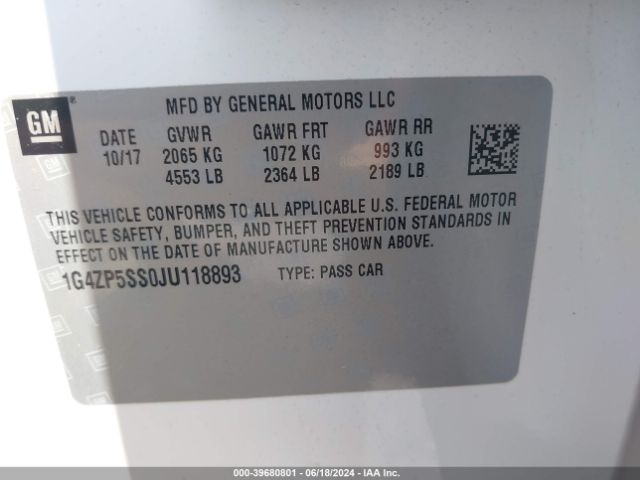 GM
®
MFD BY GENERAL MOTORS LLC
DATE GVWR GAWR FRT GAWR RR
10/17 2065 KG 1072 KG 993 KG
4553 LB 2364 LB 2189 LB
THIS VEHICLE CONFORMS TO ALL APPLICABLE U.S. FEDERAL MOTOR
VEHICLE SAFETY, BUMPER, AND THEFT PREVENTION STANDARDS IN
EFFECT ON THE DATE OF MANUFACTURE SHOWN ABOVE.
1G4ZP5SS0JU118893 TYPE: PASS CAR
000-39680801 - 06/18/2024 - IAA Inc.